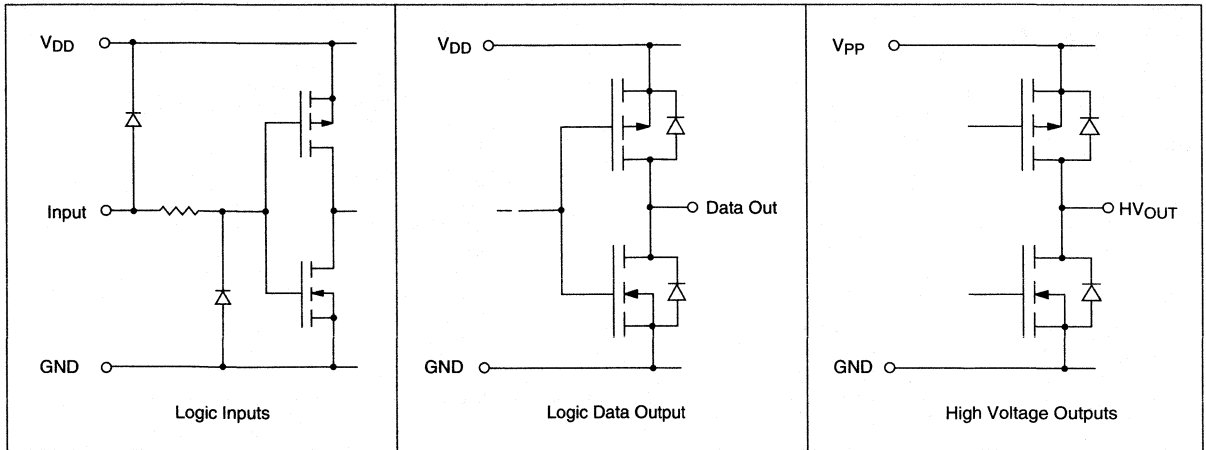 VDD
Input
GND
Logic Inputs
VDD
Data Out
GND
Logic Data Output
VPP
HVOUT
GND
High Voltage Outputs